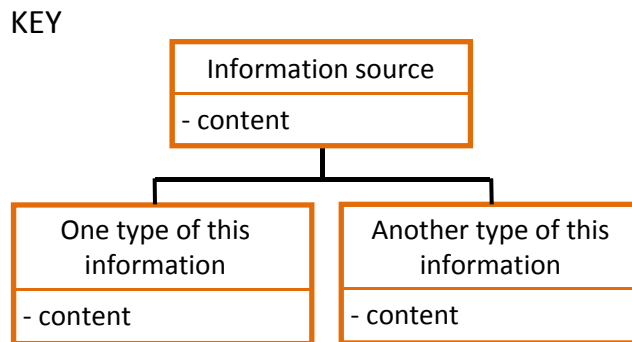 KEY
Information source
- content
One type of this
information
- content
Another type of this
information
- content